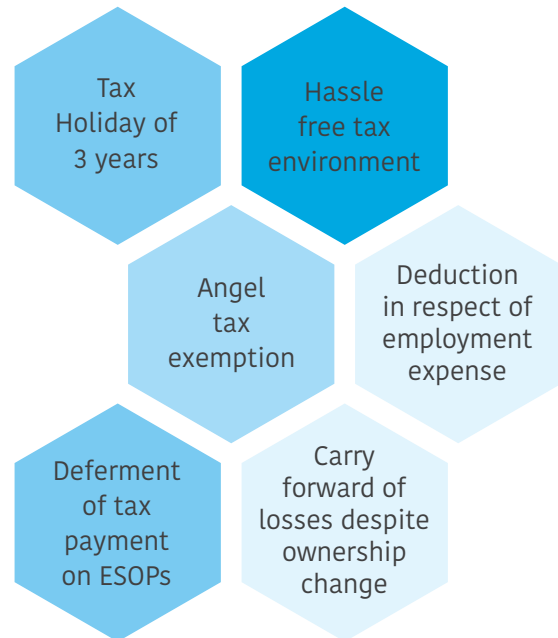 Tax
Holiday of
3 years
Hassle
free tax
environment
Angel
tax
exemption
Deduction
in respect of
employment
expense
Deferment
of tax
payment
on ESOPs
Carry
forward of
losses despite
ownership
change